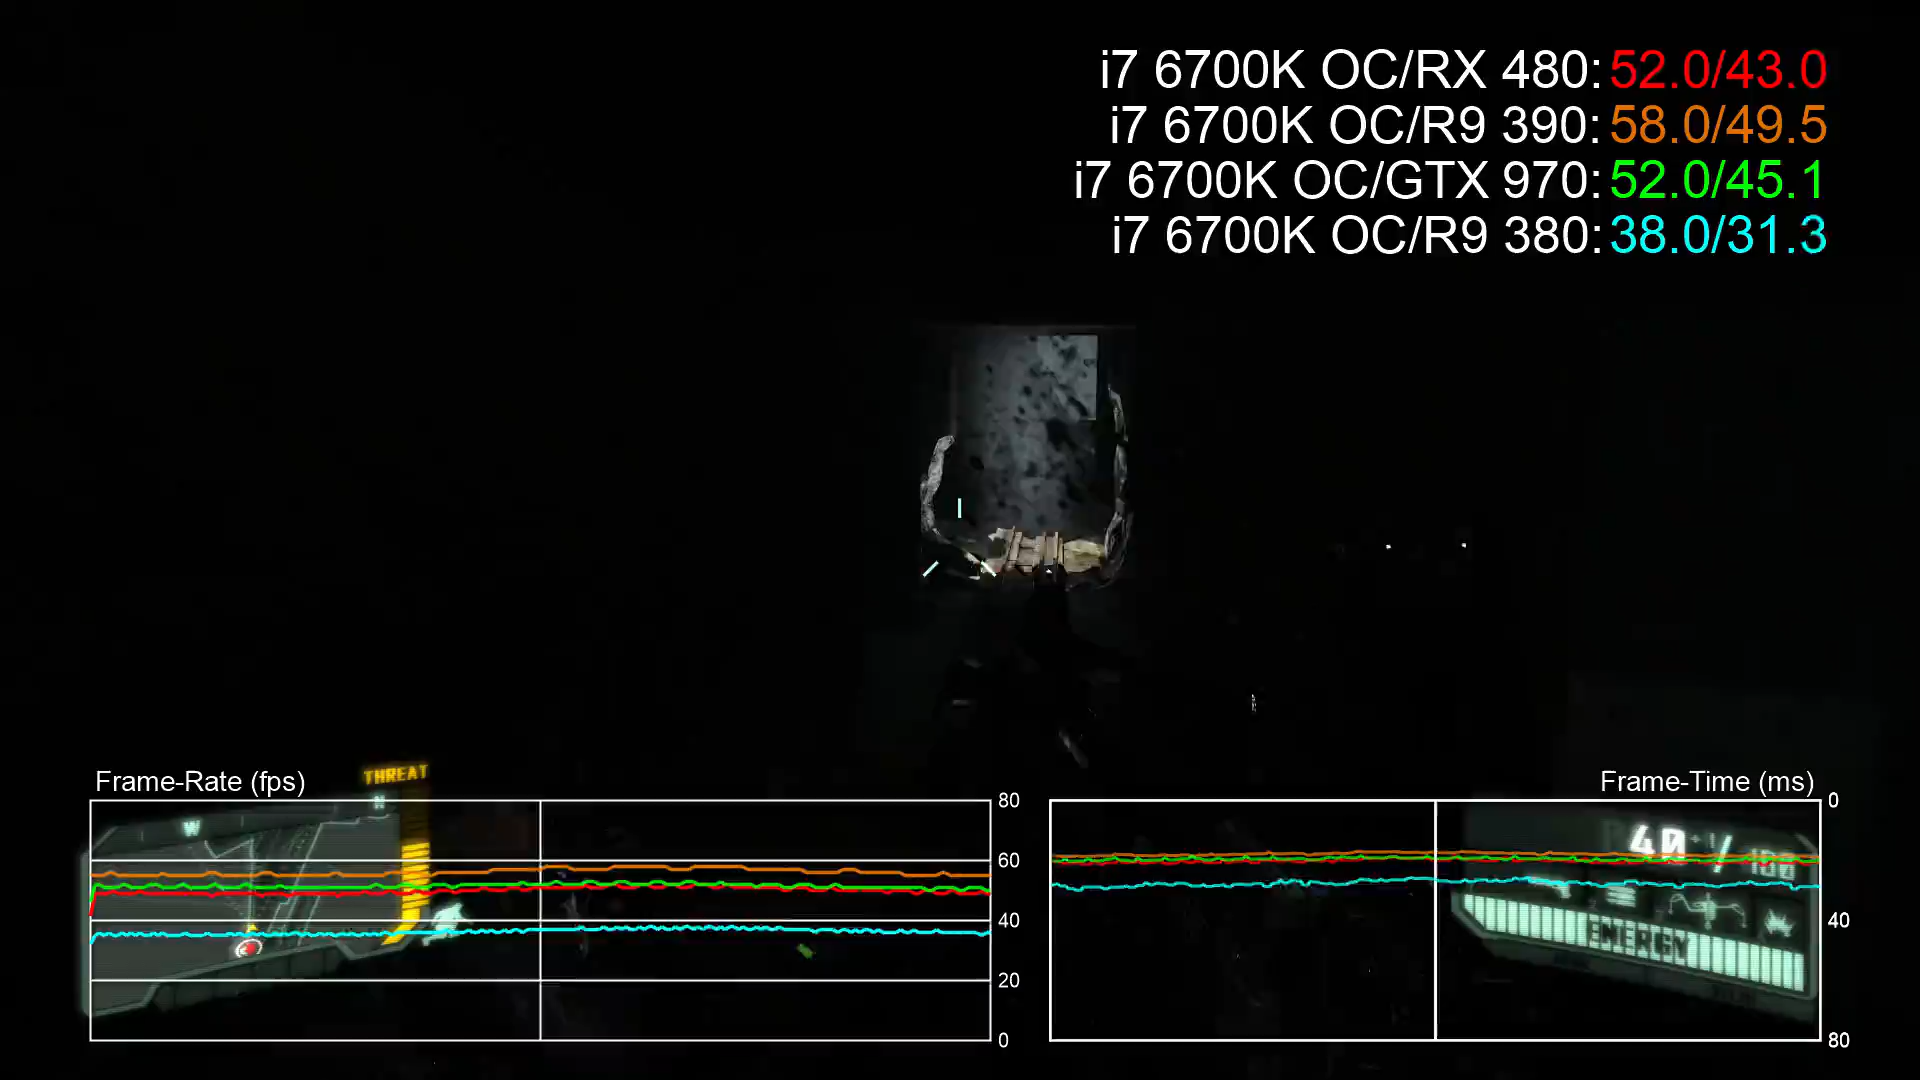 i7 6700K OC/RX 480: 52.0/43.0
i7 6700K OC/R9 390: 58.0/49.5
i7 6700K OC/GTX 970: 52.0/45.1
i7 6700K OC/R9 380: 38.0/31.3
Frame-Rate (fps)
THREAT
N
W
80
60
40
20
0
Frame-Time (ms)
0
40
80
40
/ 100
ENERGY